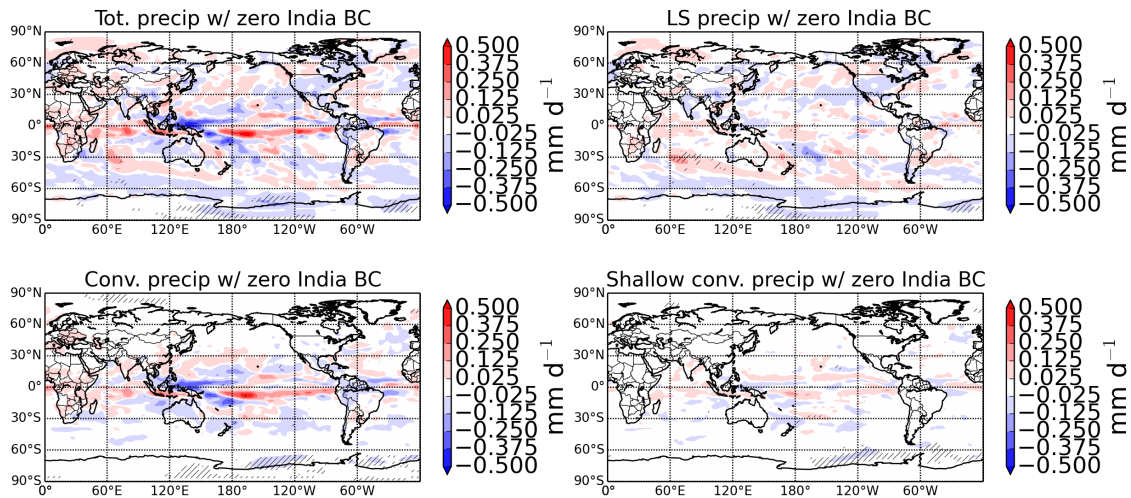 Tot. precip w/ zero India BC
90°N
60°N
30°N
0°
30°S
60°S
90°S
0° 60°E 120°E 180° 120°W 60°W
0.500
0.375
0.250
0.125
0.025
−0.025
−0.125
−0.250
−0.375
−0.500
mm d⁻¹
LS precip w/ zero India BC
90°N
60°N
30°N
0°
30°S
60°S
90°S
0° 60°E 120°E 180° 120°W 60°W
0.500
0.375
0.250
0.125
0.025
−0.025
−0.125
−0.250
−0.375
−0.500
mm d⁻¹
Conv. precip w/ zero India BC
90°N
60°N
30°N
0°
30°S
60°S
90°S
0° 60°E 120°E 180° 120°W 60°W
0.500
0.375
0.250
0.125
0.025
−0.025
−0.125
−0.250
−0.375
−0.500
mm d⁻¹
Shallow conv. precip w/ zero India BC
90°N
60°N
30°N
0°
30°S
60°S
90°S
0° 60°E 120°E 180° 120°W 60°W
0.500
0.375
0.250
0.125
0.025
−0.025
−0.125
−0.250
−0.375
−0.500
mm d⁻¹